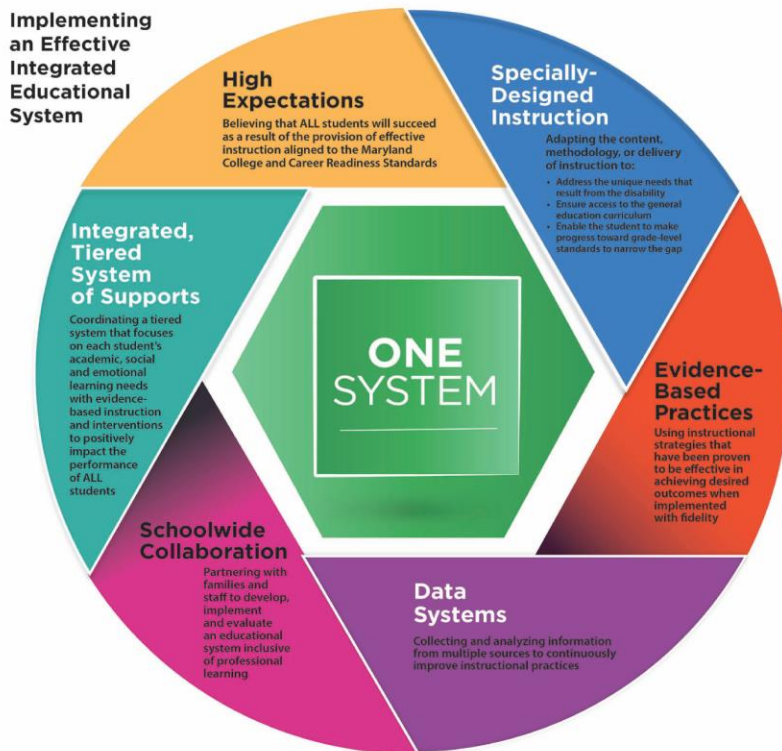 Implementing
an Effective
Integrated
Educational
System
High
Expectations
Believing that ALL students will succeed
as a result of the provision of effective
instruction aligned to the Maryland
College and Career Readiness Standards
Specially-
Designed
Instruction
Adapting the content,
methodology, or delivery
of instruction to:
• Address the unique needs that
result from the disability
• Ensure access to the general
education curriculum
• Enable the student to make
progress toward grade-level
standards to narrow the gap
Evidence-
Based
Practices
Using instructional
strategies that
have been proven
to be effective in
achieving desired
outcomes when
implemented
with fidelity
Data
Systems
Collecting and analyzing information
from multiple sources to continuously
improve instructional practices
Schoolwide
Collaboration
Partnering with
families and
staff to develop,
implement
and evaluate
an educational
system inclusive
of professional
learning
Integrated,
Tiered
System
of Supports
Coordinating a tiered
system that focuses
on each student's
academic, social
and emotional
learning needs
with evidence-
based instruction
and interventions
to positively
impact the
performance
of ALL
students
ONE
SYSTEM